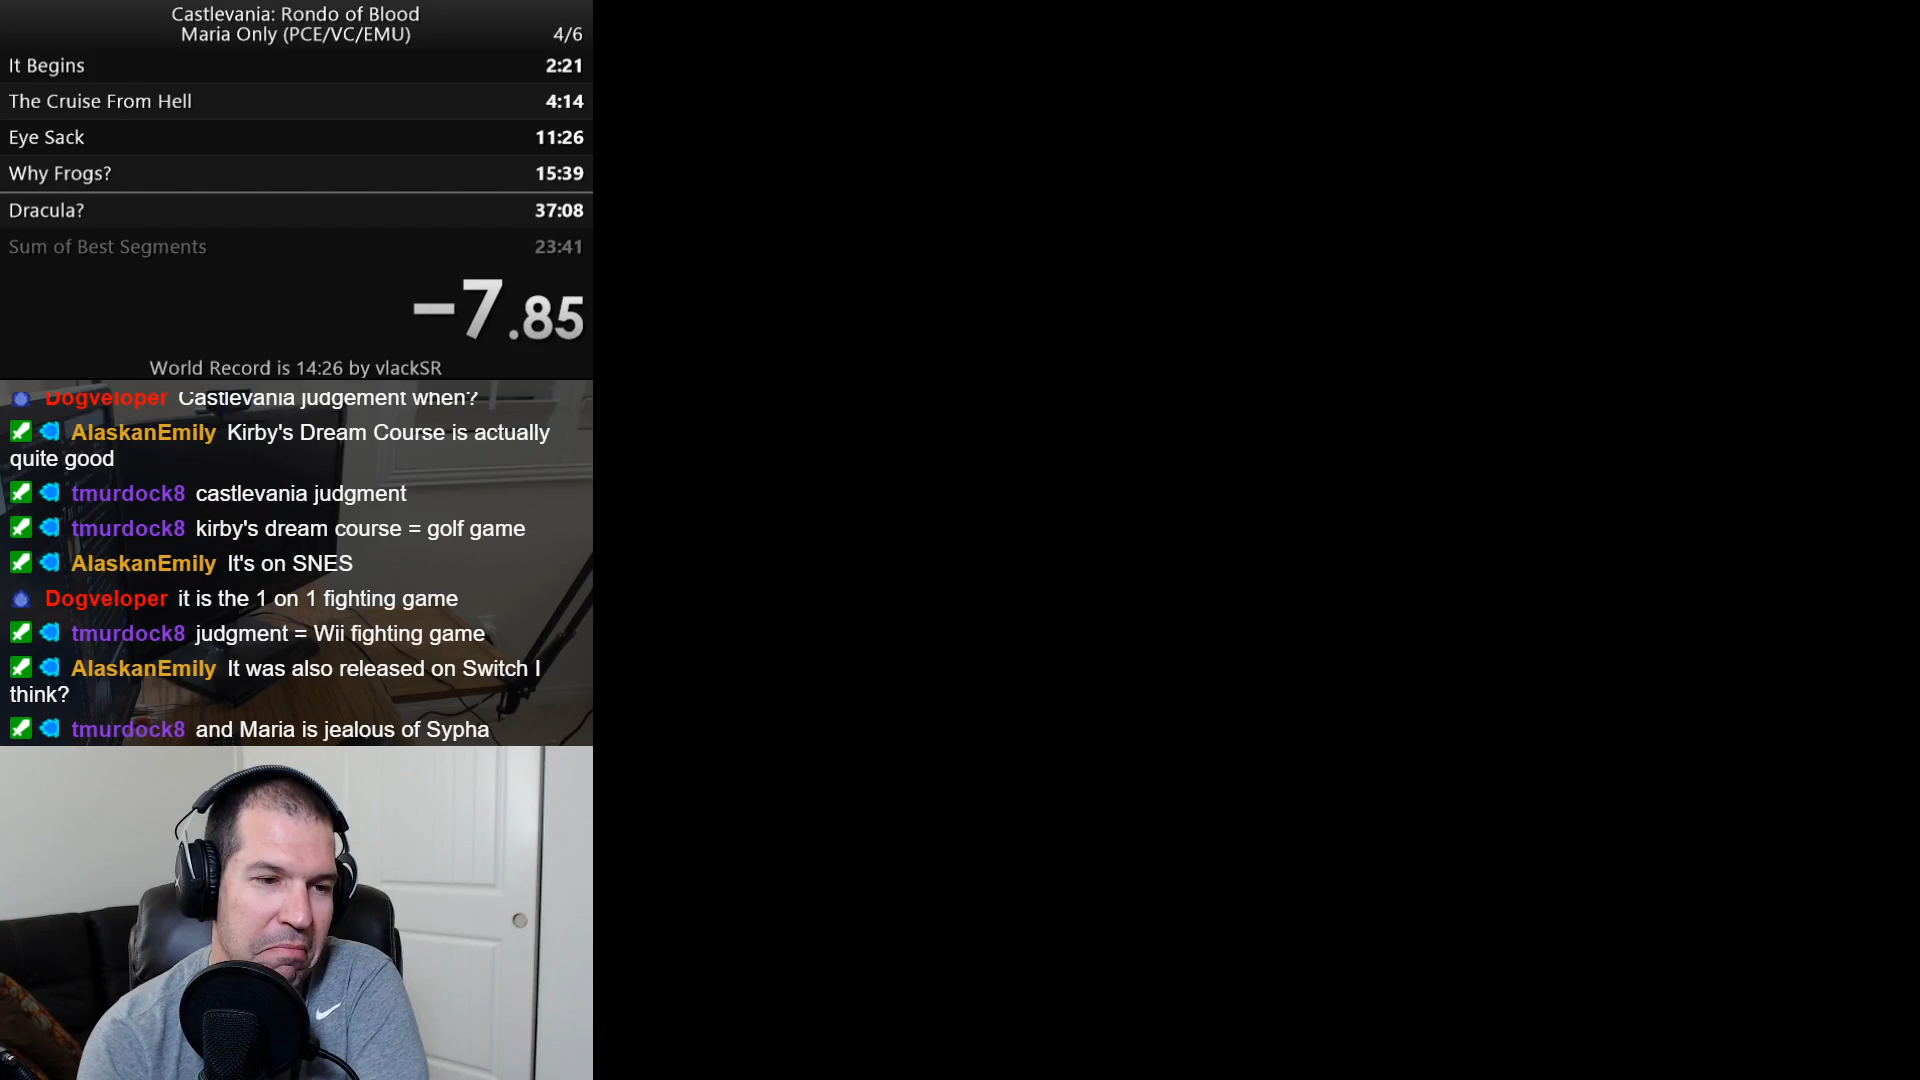 Castlevania: Rondo of Blood
Maria Only (PCE/VC/EMU) 4/6
It Begins 2:21
The Cruise From Hell 4:14
Eye Sack 11:26
Why Frogs? 15:39
Dracula? 37:08
Sum of Best Segments 23:41
-7.85
World Record is 14:26 by vlackSR
Dogveloper Castlevania judgement when?
AlaskanEmily Kirby's Dream Course is actually
quite good
tmurdock8 castlevania judgment
tmurdock8 kirby's dream course = golf game
AlaskanEmily It's on SNES
Dogveloper it is the 1 on 1 fighting game
tmurdock8 judgment = Wii fighting game
AlaskanEmily It was also released on Switch I
think?
tmurdock8 and Maria is jealous of Sypha